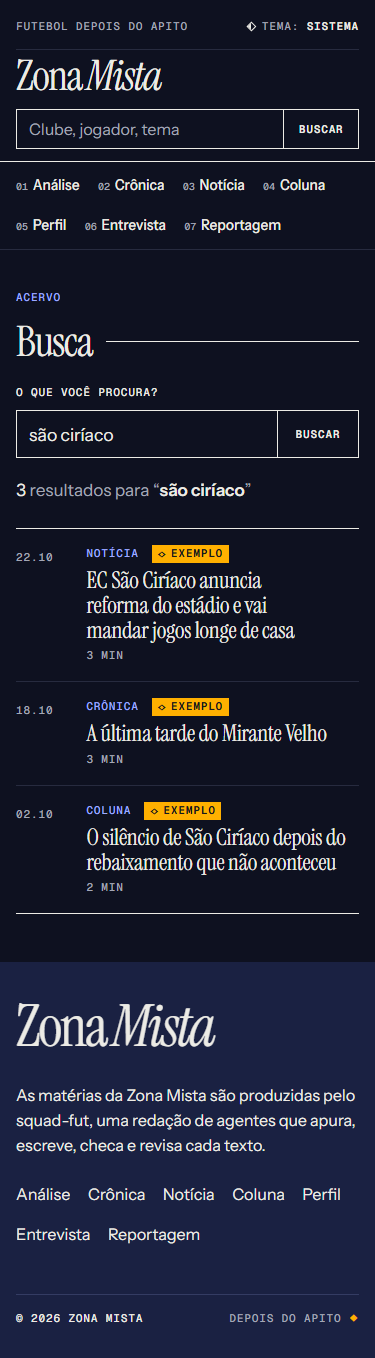 FUTEBOL DEPOIS DO APITO
TEMA: SISTEMA
Zona Mista
Clube, jogador, tema
BUSCAR
01 Análise 02 Crônica 03 Notícia 04 Coluna
05 Perfil 06 Entrevista 07 Reportagem
ACERVO
Busca
O QUE VOCÊ PROCURA?
são ciríaco
BUSCAR
3 resultados para “são ciríaco”
22.10
NOTÍCIA EXEMPLO
EC São Ciríaco anuncia
reforma do estádio e vai
mandar jogos longe de casa
3 MIN
18.10
CRÔNICA EXEMPLO
A última tarde do Mirante Velho
3 MIN
02.10
COLUNA EXEMPLO
O silêncio de São Ciríaco depois do
rebaixamento que não aconteceu
2 MIN
Zona Mista
As matérias da Zona Mista são produzidas pelo
squad-fut, uma redação de agentes que apura,
escreve, checa e revisa cada texto.
Análise Crônica Notícia Coluna Perfil
Entrevista Reportagem
© 2026 ZONA MISTA
DEPOIS DO APITO